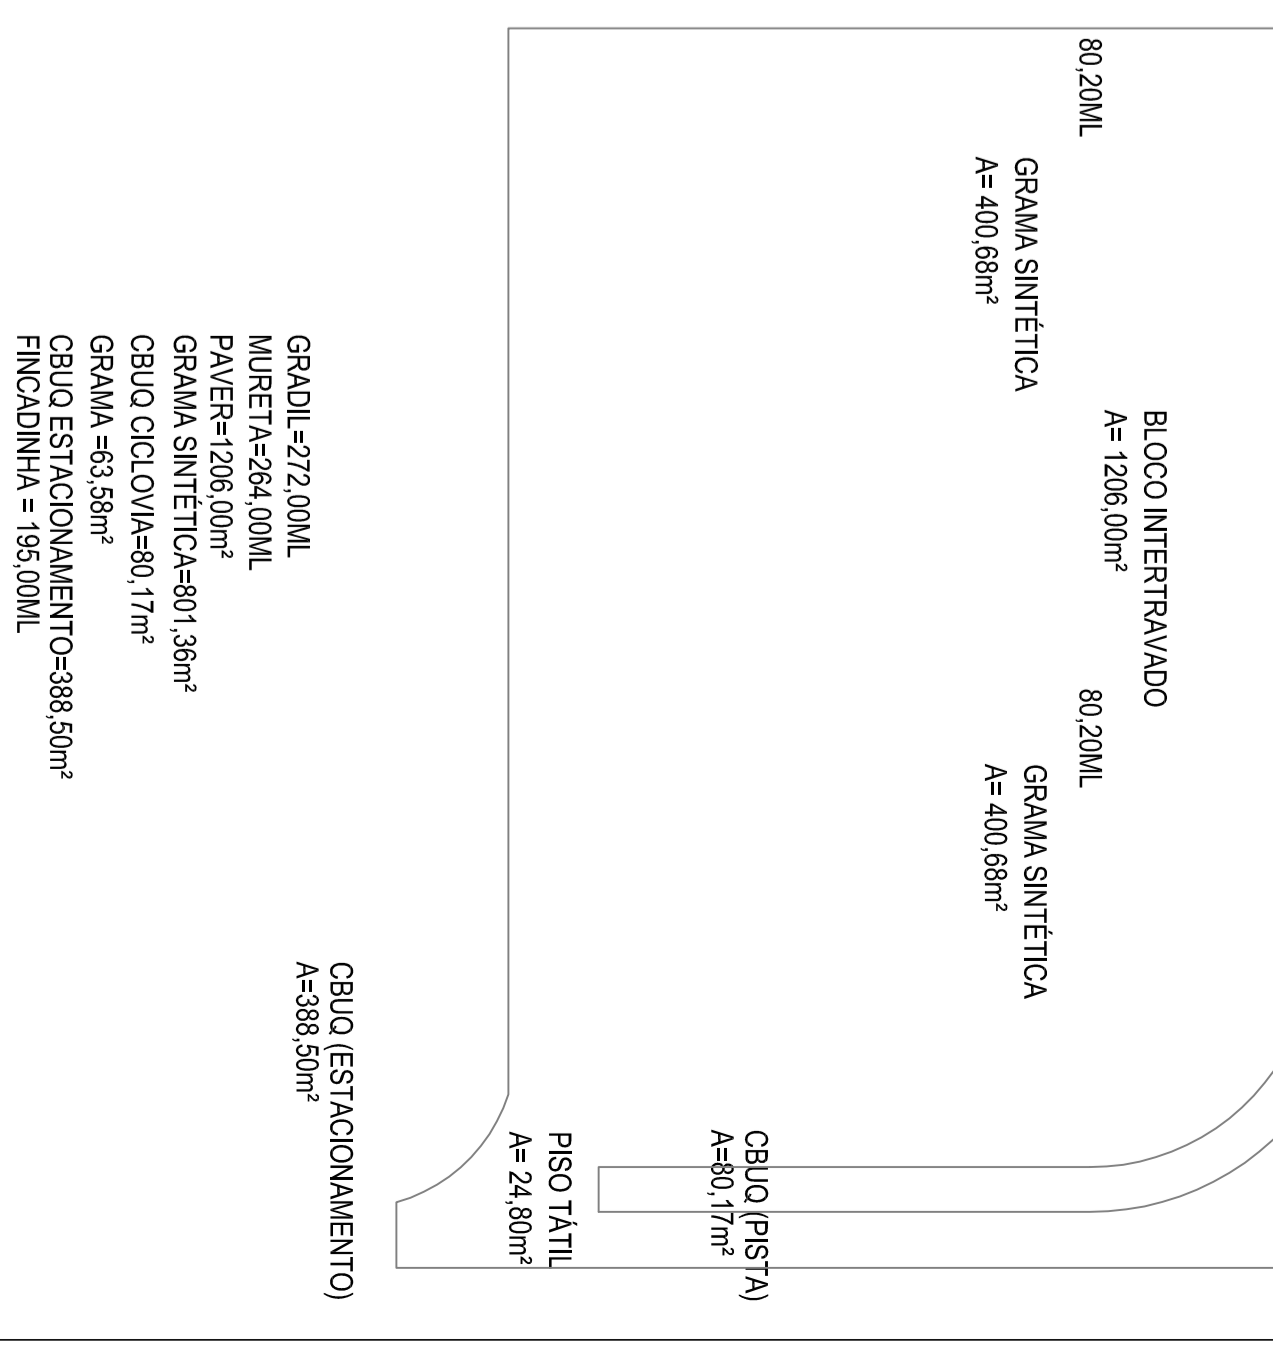 80,20ML
GRAMA SINTÉTICA
A= 400,68m²
BLOCO INTERTRAVADO
A= 1206,00m²
80,20ML
GRAMA SINTÉTICA
A= 400,68m²
GRADIL=272,00ML
MURETA=264,00ML
PAVER=1206,00m²
GRAMA SINTÉTICA=801,36m²
CBUQ CICLOVIA=80,17m²
GRAMA =63,58m²
CBUQ ESTACIONAMENTO=388,50m²
FINCADINHA = 195,00ML
CBUQ (PISTA)
A=80,17m²
PISO TÁTIL
A= 24,80m²
CBUQ (ESTACIONAMENTO)
A=388,50m²